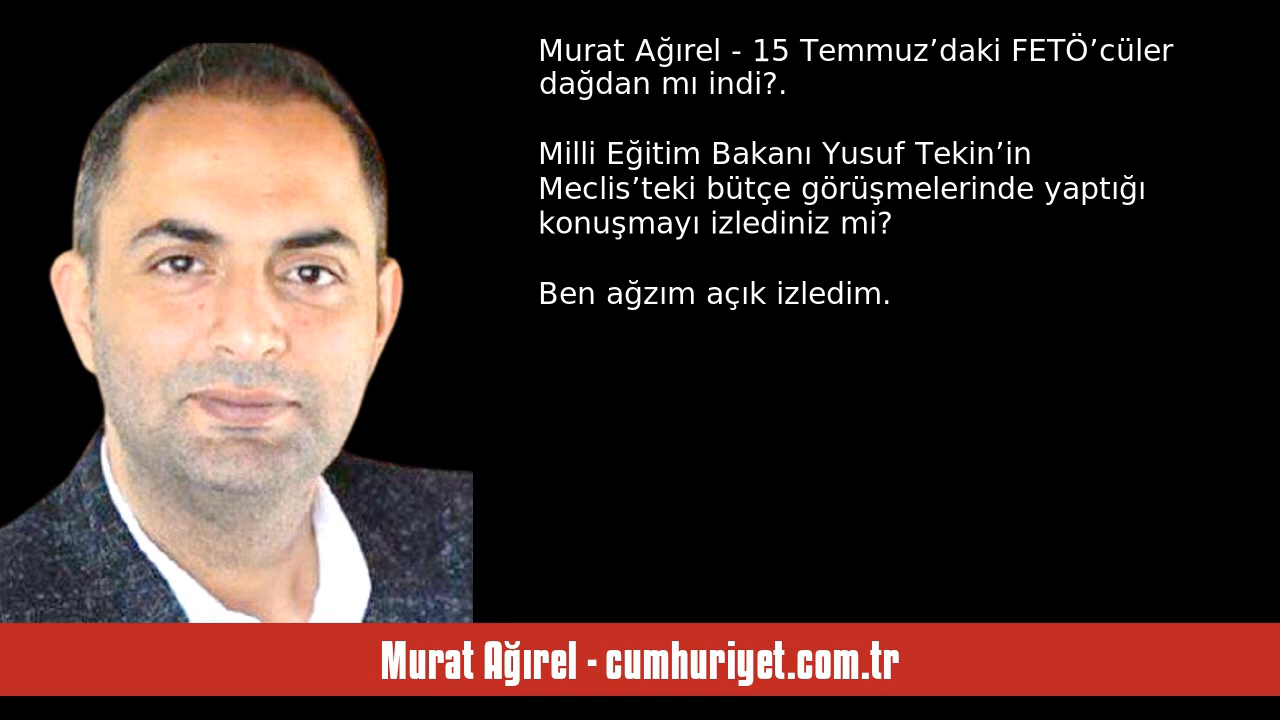 Murat Ağırel - 15 Temmuz’daki FETÖ’cüler
dağdan mı indi?.
Milli Eğitim Bakanı Yusuf Tekin’in
Meclis’teki bütçe görüşmelerinde yaptığı
konuşmayı izlediniz mi?
Ben ağzım açık izledim.
Murat Ağırel - cumhuriyet.com.tr